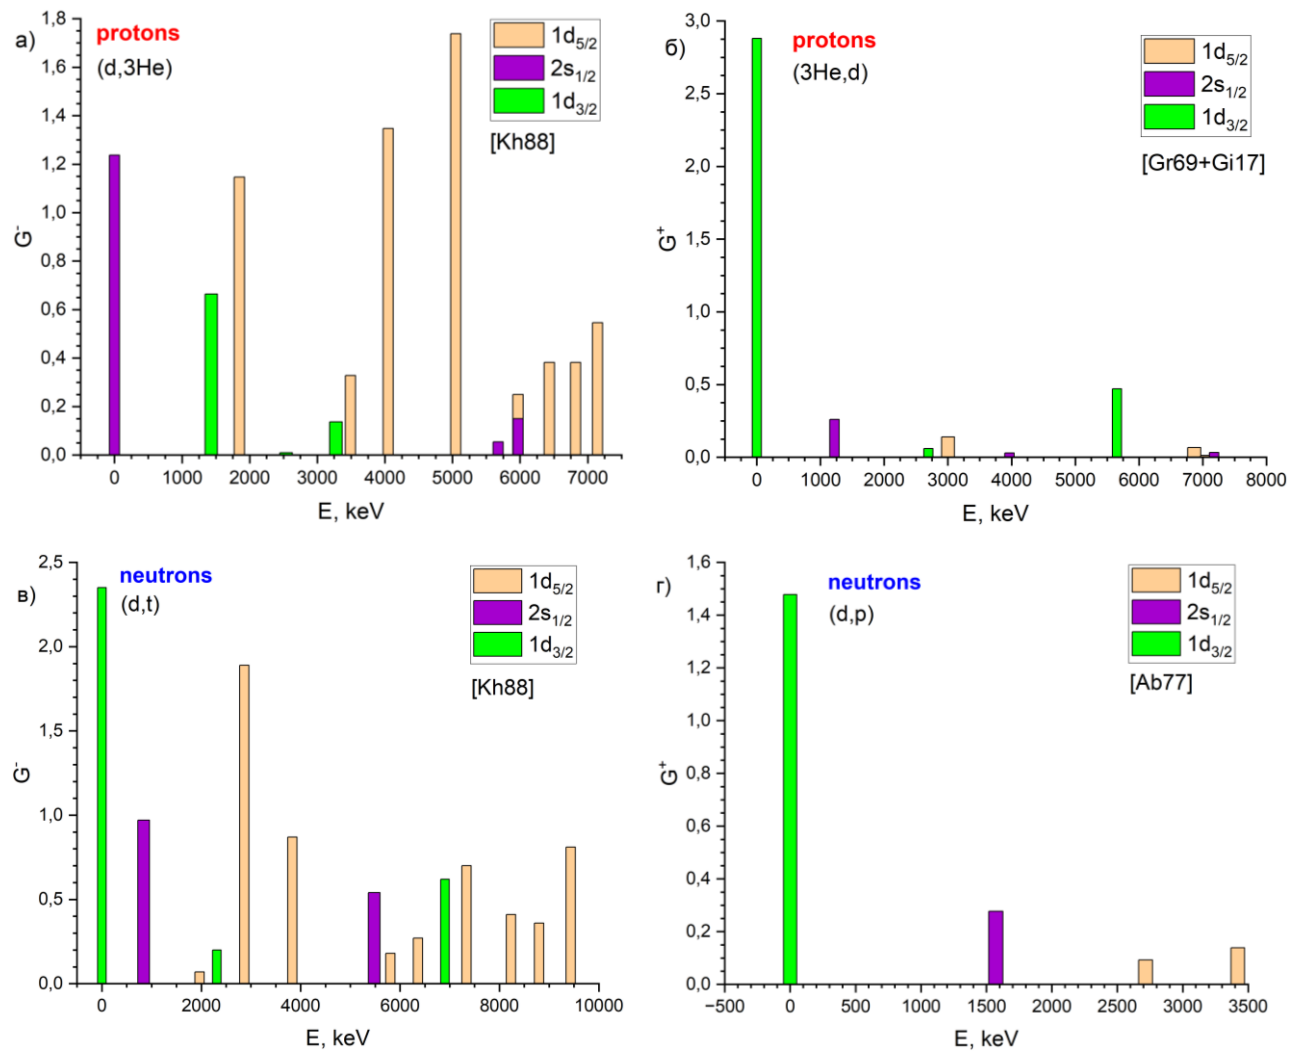 а)
protons
(d,3He)
1d5/2
2s1/2
1d3/2
[Kh88]
1,8
1,6
1,4
1,2
1,0
0,8
0,6
0,4
0,2
0,0
G-
0 1000 2000 3000 4000 5000 6000 7000
E, keV
б)
protons
(3He,d)
1d5/2
2s1/2
1d3/2
[Gr69+Gi17]
3,0
2,5
2,0
1,5
1,0
0,5
0,0
G+
0 1000 2000 3000 4000 5000 6000 7000 8000
E, keV
в)
neutrons
(d,t)
1d5/2
2s1/2
1d3/2
[Kh88]
2,5
2,0
1,5
1,0
0,5
0,0
G-
0 2000 4000 6000 8000 10000
E, keV
г)
neutrons
(d,p)
1d5/2
2s1/2
1d3/2
[Ab77]
1,6
1,4
1,2
1,0
0,8
0,6
0,4
0,2
0,0
G+
−500 0 500 1000 1500 2000 2500 3000 3500
E, keV